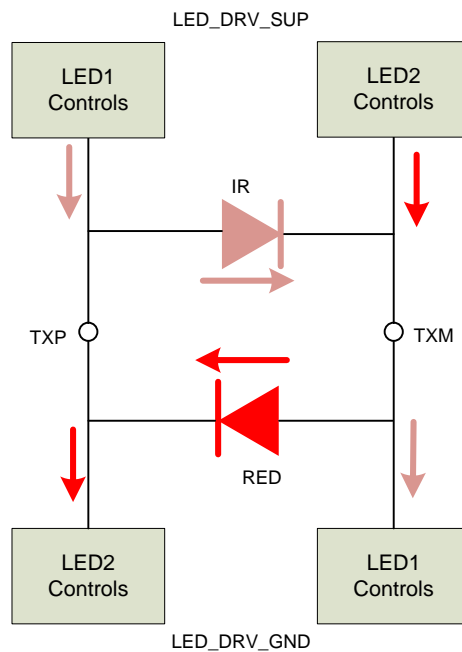 LED_DRV_SUP
LED1
Controls
LED2
Controls
IR
TXP
TXM
RED
LED2
Controls
LED1
Controls
LED_DRV_GND